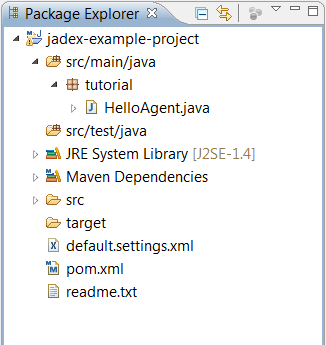 Package Explorer
jadex-example-project
src/main/java
tutorial
HelloAgent.java
src/test/java
JRE System Library [J2SE-1.4]
Maven Dependencies
src
target
default.settings.xml
pom.xml
readme.txt